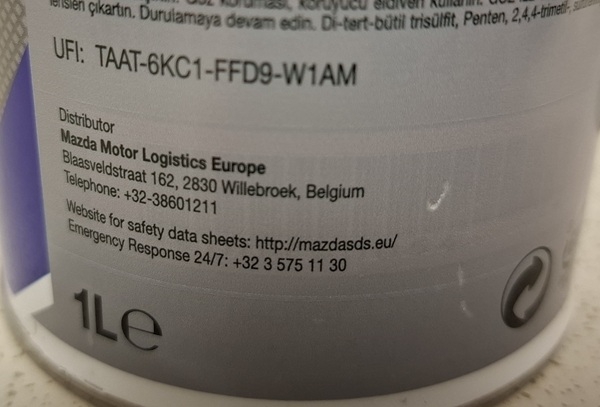 lensleri çıkartın. Durulamaya devam edin. Di-tert-bütil trisülfit, Penten, 2,4,4-trimetil-,
UFI: TAAT-6KC1-FFD9-W1AM
Distributor
Mazda Motor Logistics Europe
Blaasveldstraat 162, 2830 Willebroek, Belgium
Telephone: +32-38601211
Website for safety data sheets: http://mazdasds.eu/
Emergency Response 24/7: +32 3 575 11 30
1L℮